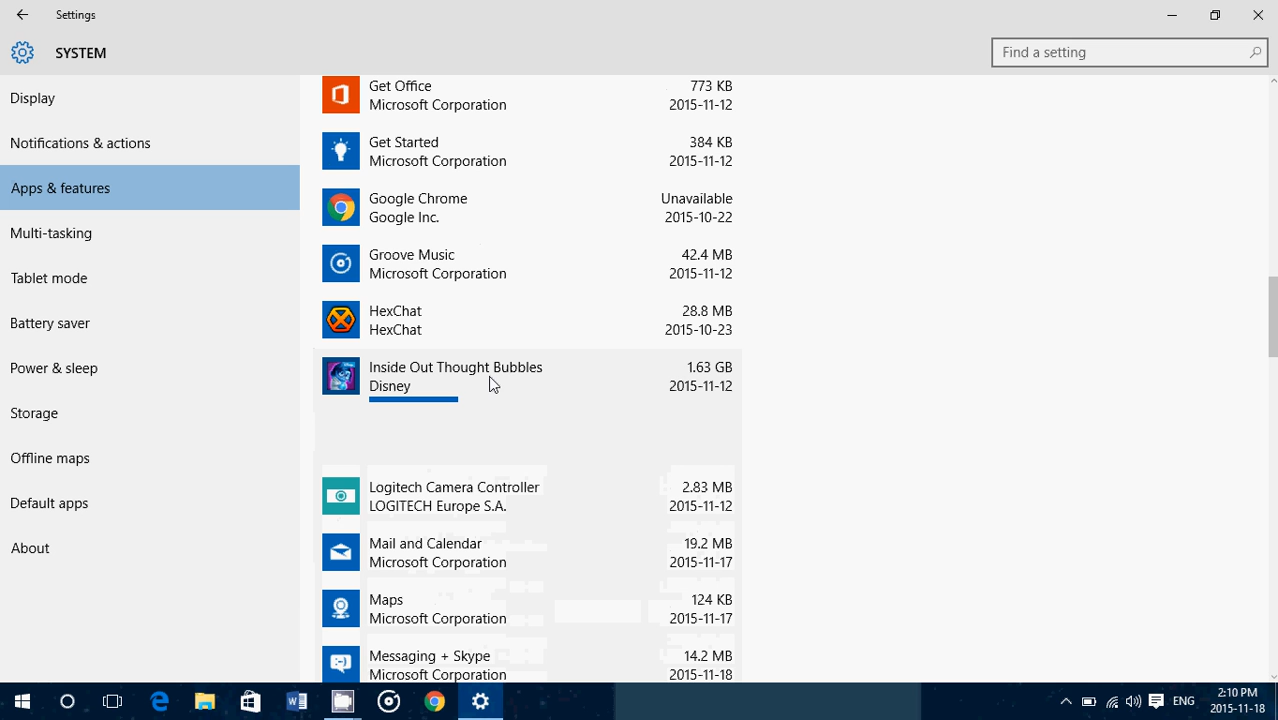 Settings
SYSTEM
Find a setting
Display
Notifications & actions
Apps & features
Multi-tasking
Tablet mode
Battery saver
Power & sleep
Storage
Offline maps
Default apps
About
Get Office 773 KB
Microsoft Corporation 2015-11-12
Get Started 384 KB
Microsoft Corporation 2015-11-12
Google Chrome Unavailable
Google Inc. 2015-10-22
Groove Music 42.4 MB
Microsoft Corporation 2015-11-12
HexChat 28.8 MB
HexChat 2015-10-23
Inside Out Thought Bubbles 1.63 GB
Disney 2015-11-12
Logitech Camera Controller 2.83 MB
LOGITECH Europe S.A. 2015-11-12
Mail and Calendar 19.2 MB
Microsoft Corporation 2015-11-17
Maps 124 KB
Microsoft Corporation 2015-11-17
Messaging + Skype 14.2 MB
Microsoft Corporation 2015-11-18
ENG
2:10 PM
2015-11-18